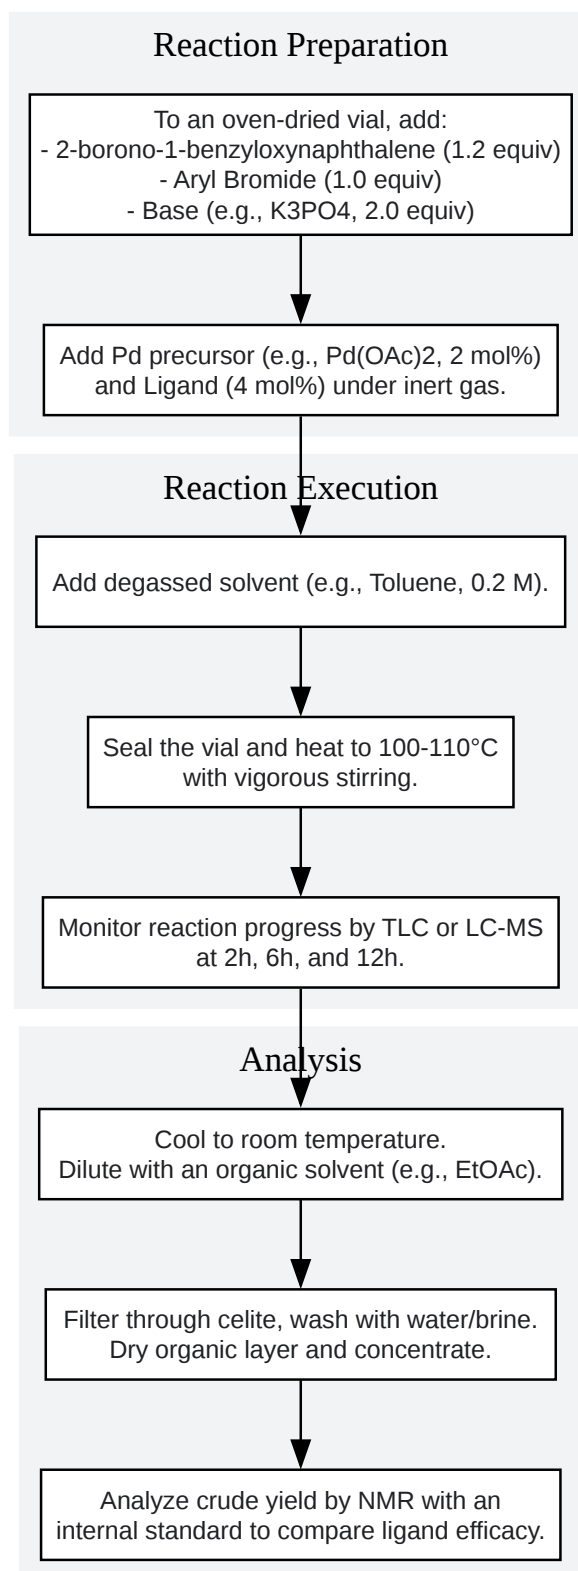 Reaction Preparation
To an oven-dried vial, add:
- 2-borono-1-benzyloxynaphthalene (1.2 equiv)
- Aryl Bromide (1.0 equiv)
- Base (e.g., K3PO4, 2.0 equiv)
Add Pd precursor (e.g., Pd(OAc)2, 2 mol%)
and Ligand (4 mol%) under inert gas.
Reaction Execution
Add degassed solvent (e.g., Toluene, 0.2 M).
Seal the vial and heat to 100-110°C
with vigorous stirring.
Monitor reaction progress by TLC or LC-MS
at 2h, 6h, and 12h.
Analysis
Cool to room temperature.
Dilute with an organic solvent (e.g., EtOAc).
Filter through celite, wash with water/brine.
Dry organic layer and concentrate.
Analyze crude yield by NMR with an
internal standard to compare ligand efficacy.